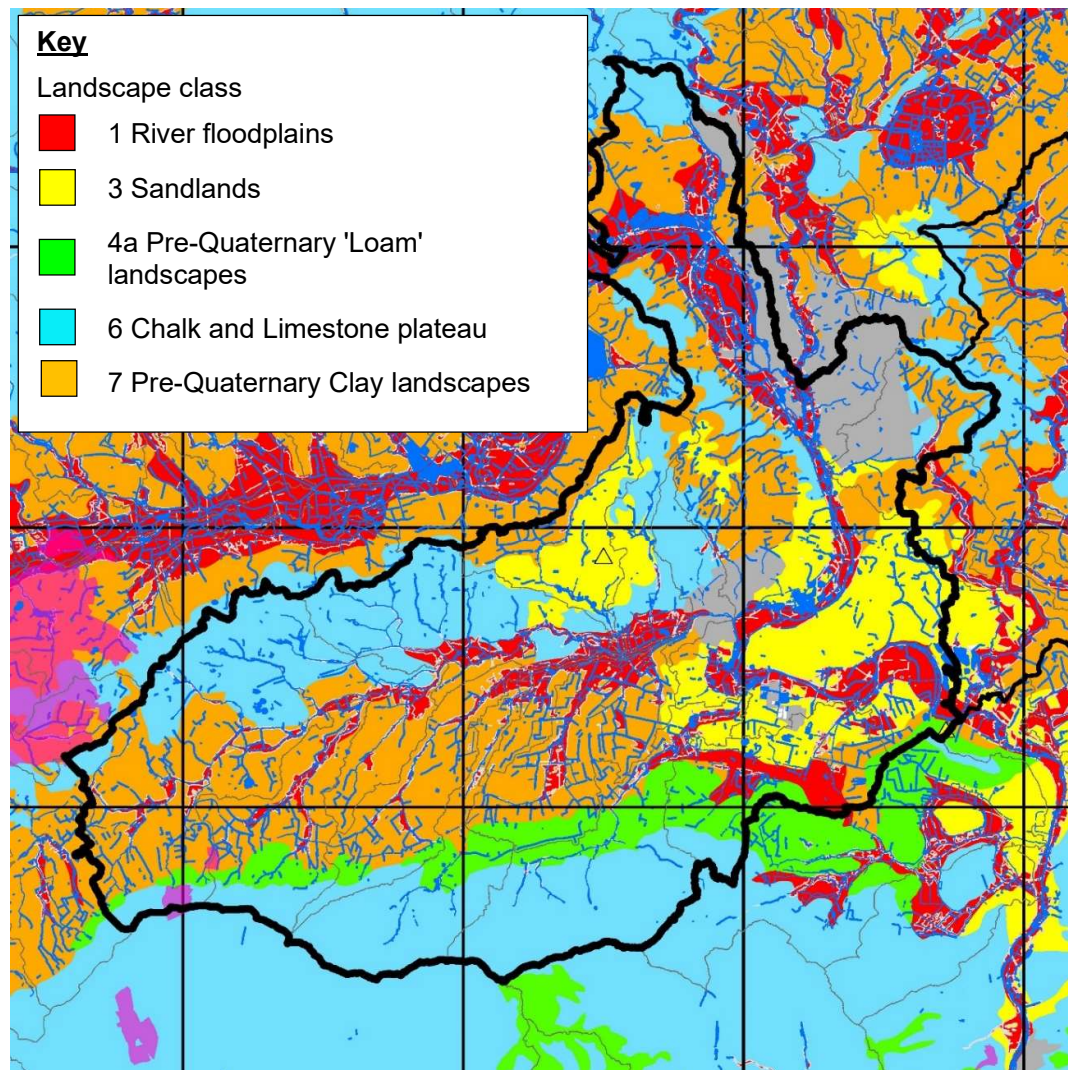 Key
Landscape class
1 River floodplains
3 Sandlands
4a Pre-Quaternary 'Loam'
landscapes
6 Chalk and Limestone plateau
7 Pre-Quaternary Clay landscapes